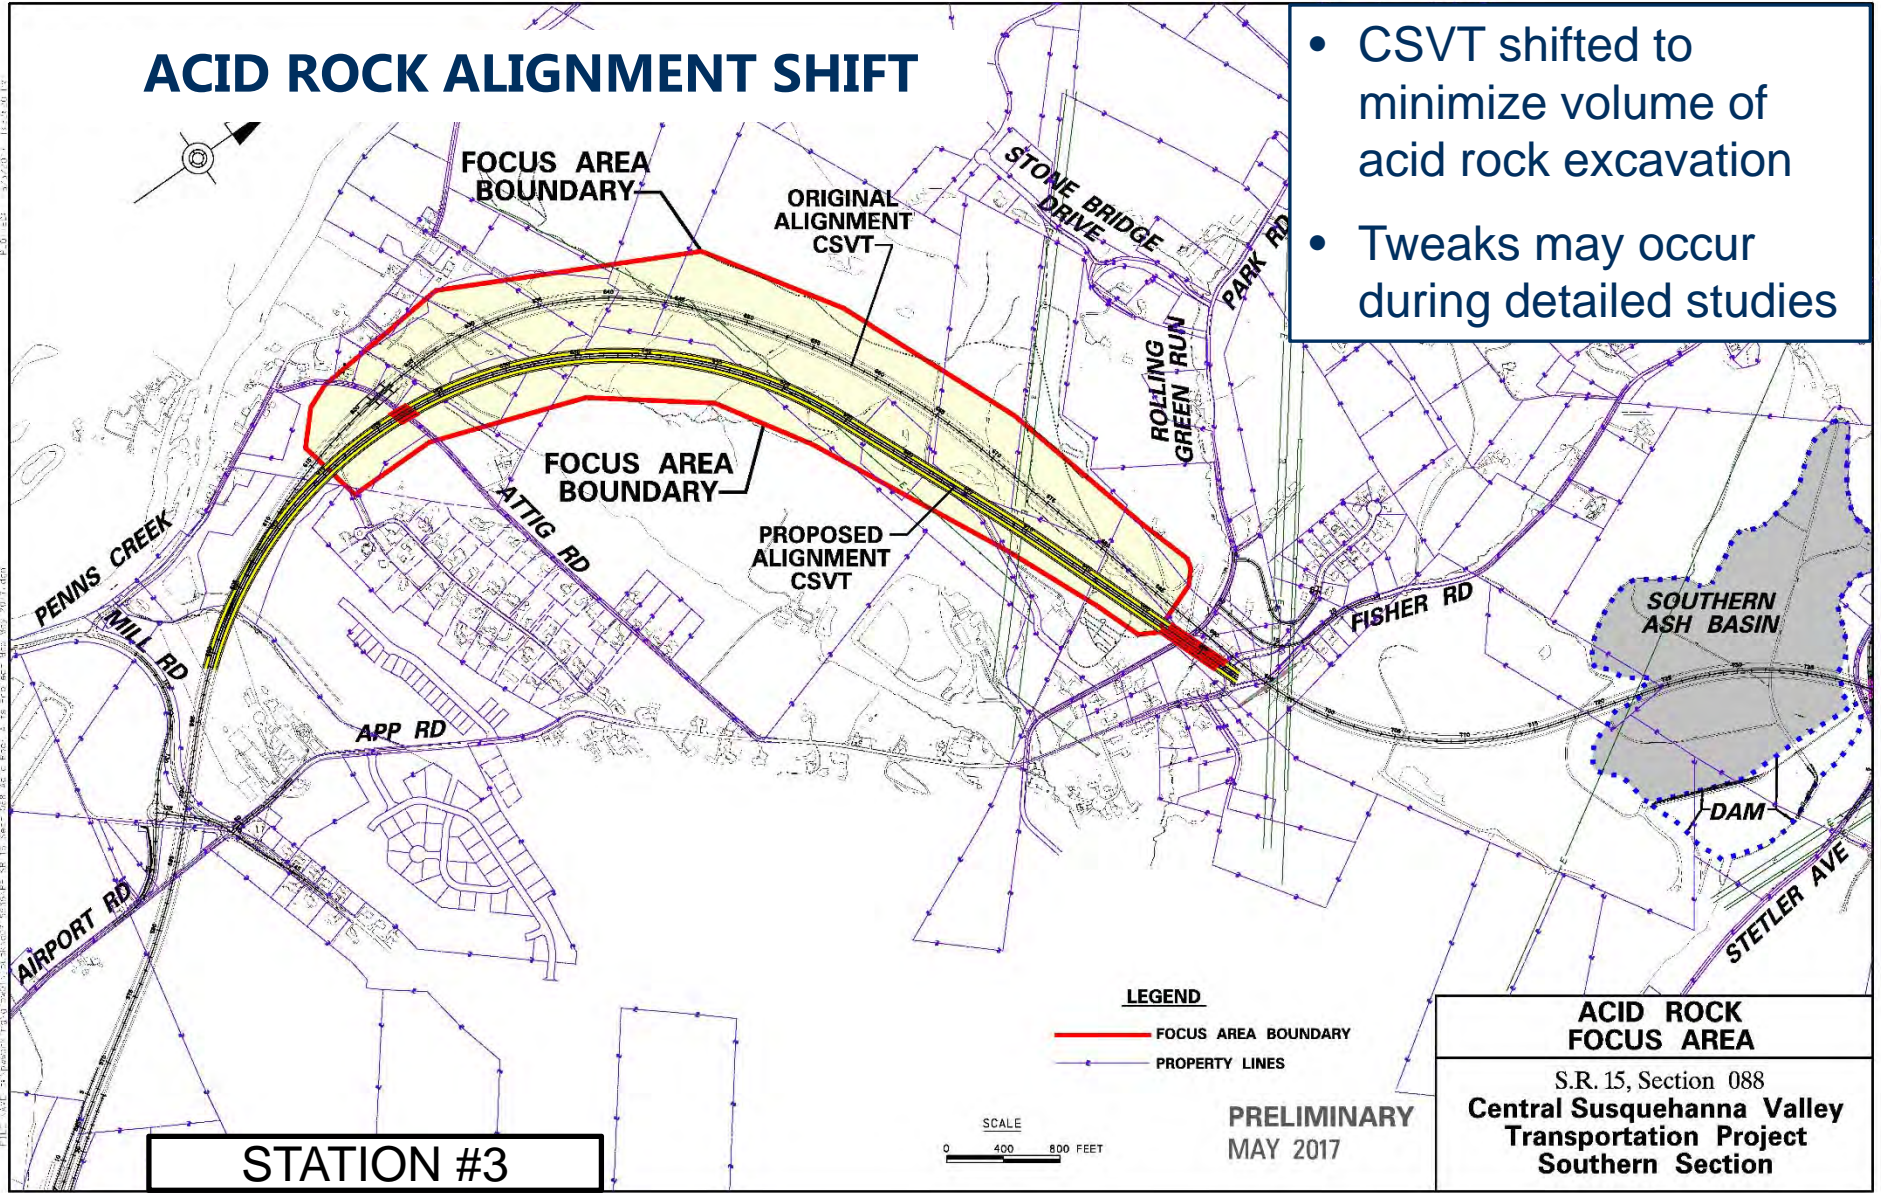 ACID ROCK ALIGNMENT SHIFT
• CSVT shifted to
minimize volume of
acid rock excavation
• Tweaks may occur
during detailed studies
FOCUS AREA
BOUNDARY
ORIGINAL
ALIGNMENT
CSVT
STONE BRIDGE
DRIVE
PARK RD
ROLLING
GREEN RUN
FOCUS AREA
BOUNDARY
ATTIG RD
PROPOSED
ALIGNMENT
CSVT
PENNS CREEK
MILL RD
APP RD
AIRPORT RD
FISHER RD
SOUTHERN
ASH BASIN
DAM
STETLER AVE
LEGEND
FOCUS AREA BOUNDARY
PROPERTY LINES
SCALE
0 400 800 FEET
PRELIMINARY
MAY 2017
ACID ROCK
FOCUS AREA
S.R. 15, Section 088
Central Susquehanna Valley
Transportation Project
Southern Section
STATION #3